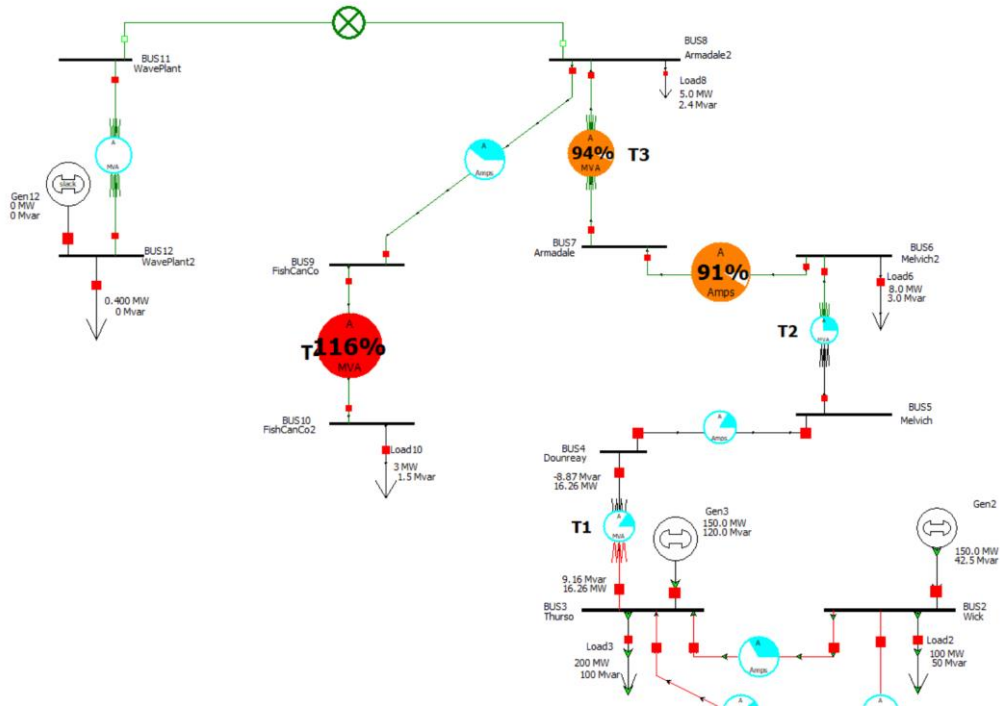 BUS11
WavePlant
BUS8
Armadale2
Load8
5.0 MW
2.4 Mvar
A
MVA
A
Amps
A
94%
MVA
T3
slack
Gen12
0 MW
0 Mvar
BUS12
WavePlant2
0.400 MW
0 Mvar
BUS9
FishCanCo
BUS7
Armadale
A
91%
Amps
BUS6
Melvich2
Load6
8.0 MW
3.0 Mvar
A
116%
MVA
T2
A
MVA
BUS10
FishCanCo2
Load10
3 MW
1.5 Mvar
BUS5
Melvich
A
Amps
BUS4
Dounreay
-8.87 Mvar
16.26 MW
T1
A
MVA
Gen3
150.0 MW
120.0 Mvar
Gen2
150.0 MW
42.5 Mvar
9.16 Mvar
16.26 MW
BUS3
Thurso
BUS2
Wick
Load3
200 MW
100 Mvar
A
Amps
Load2
100 MW
50 Mvar
A
A